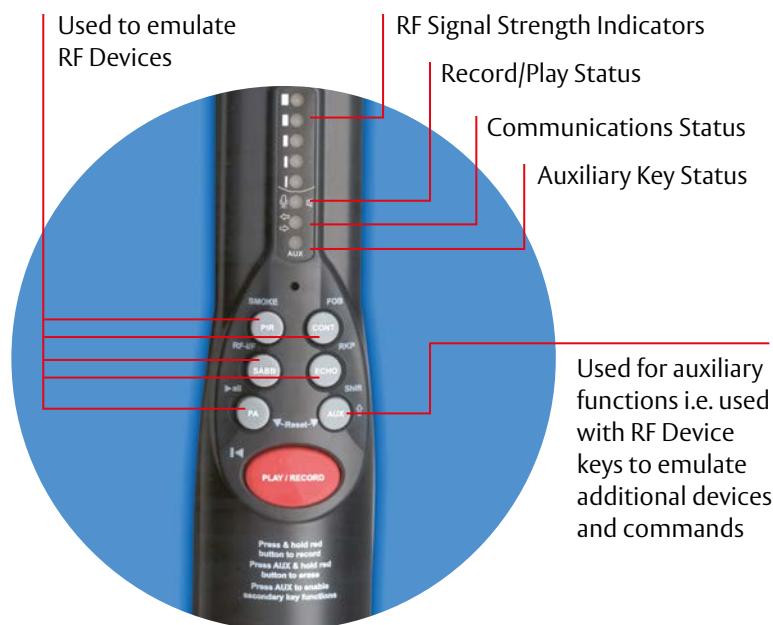 Used to emulate
RF Devices
RF Signal Strength Indicators
Record/Play Status
Communications Status
Auxiliary Key Status
AUX
SMOKE
FOB
PIR
CONT
RF-I/F
RKP
SABB
ECHO
all
Shift
PA
Reset
AUX
PLAY / RECORD
Press & hold red
button to record
Press AUX & hold red
button to erase
Press AUX to enable
secondary key functions
Used for auxiliary
functions i.e. used
with RF Device
keys to emulate
additional devices
and commands